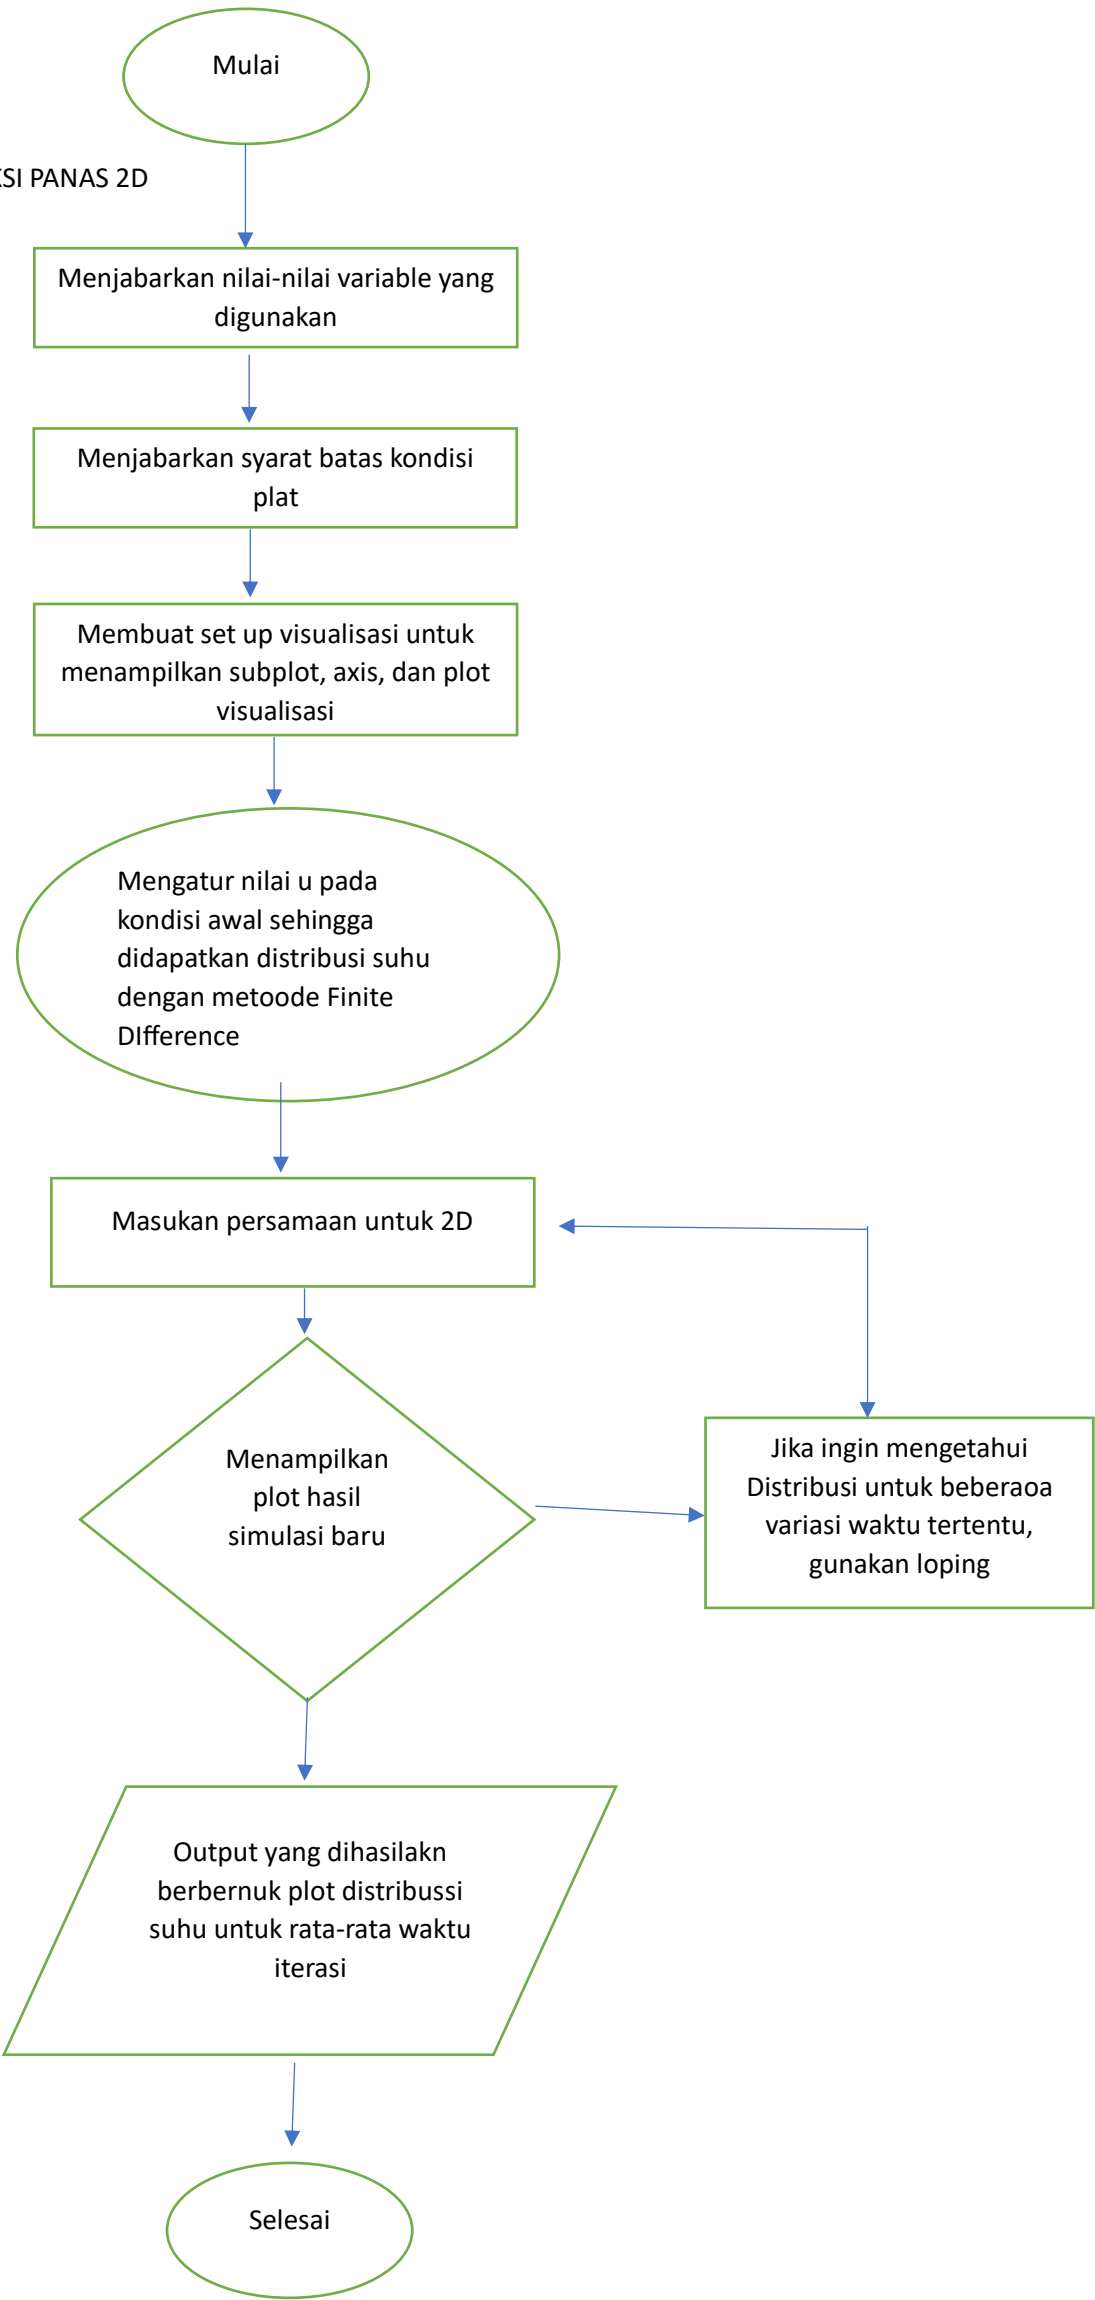 Mulai
KSI PANAS 2D
Menjabarkan nilai-nilai variable yang
digunakan
Menjabarkan syarat batas kondisi
plat
Membuat set up visualisasi untuk
menampilkan subplot, axis, dan plot
visualisasi
Mengatur nilai u pada
kondisi awal sehingga
didapatkan distribusi suhu
dengan metoode Finite
DIfference
Masukan persamaan untuk 2D
Menampilkan
plot hasil
simulasi baru
Jika ingin mengetahui
Distribusi untuk beberaoa
variasi waktu tertentu,
gunakan loping
Output yang dihasilakn
berbernuk plot distribussi
suhu untuk rata-rata waktu
iterasi
Selesai